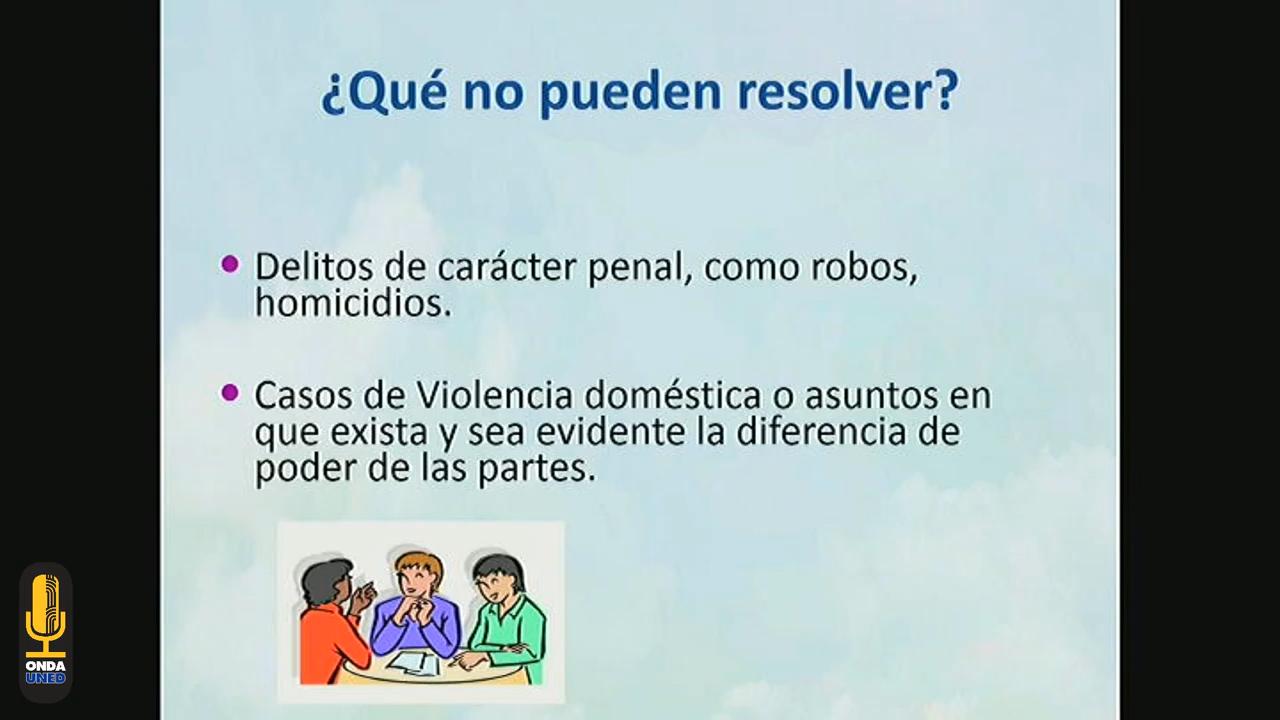 ¿Qué no pueden resolver?
Delitos de carácter penal, como robos,
homicidios.
Casos de Violencia doméstica o asuntos en
que exista y sea evidente la diferencia de
poder de las partes.
ONDA
UNED